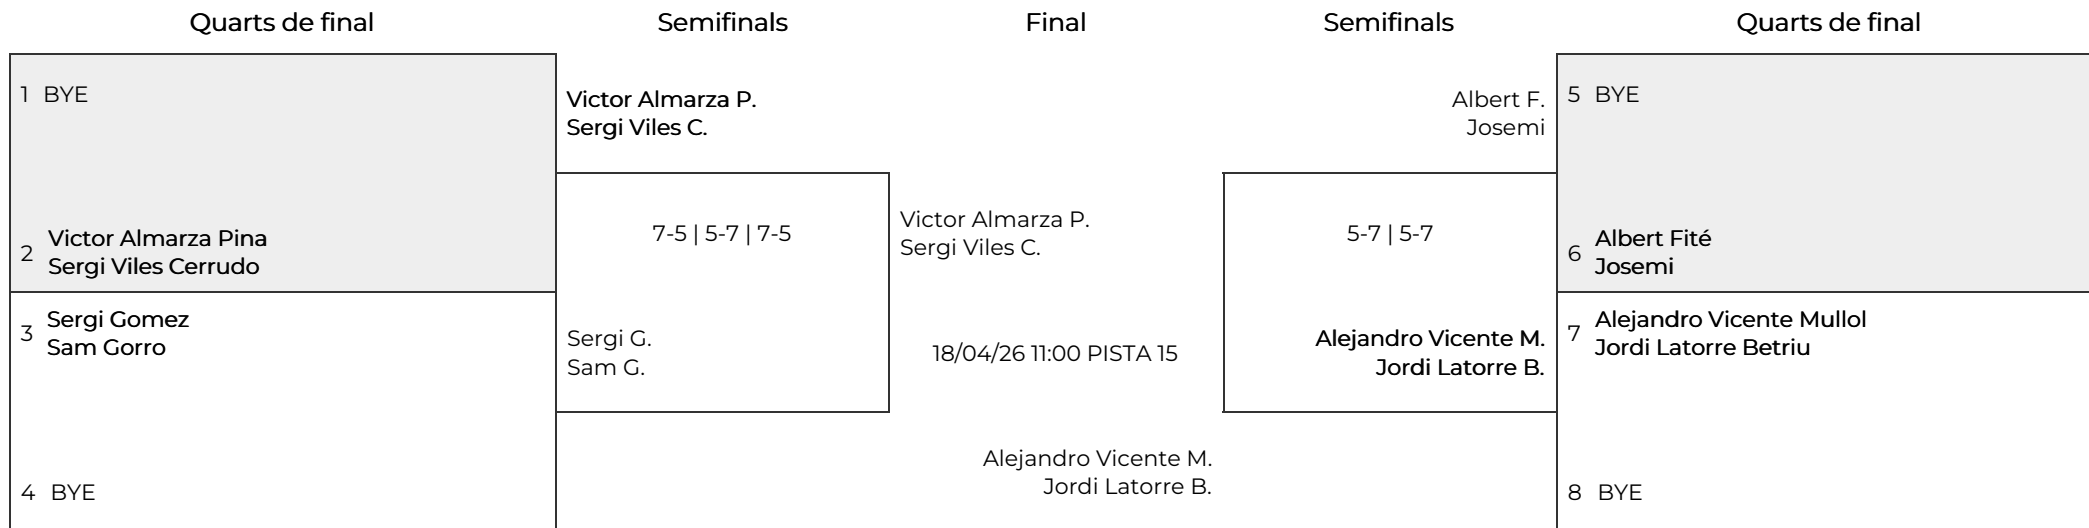 Quarts de final
Semifinals
Final
Semifinals
Quarts de final
1 BYE
2 Victor Almarza Pina
Sergi Viles Cerrudo
3 Sergi Gomez
Sam Gorro
4 BYE
Victor Almarza P.
Sergi Viles C.
7-5 | 5-7 | 7-5
Sergi G.
Sam G.
Victor Almarza P.
Sergi Viles C.
18/04/26 11:00 PISTA 15
Alejandro Vicente M.
Jordi Latorre B.
Albert F.
Josemi
5-7 | 5-7
Alejandro Vicente M.
Jordi Latorre B.
5 BYE
6 Albert Fité
Josemi
7 Alejandro Vicente Mullol
Jordi Latorre Betriu
8 BYE